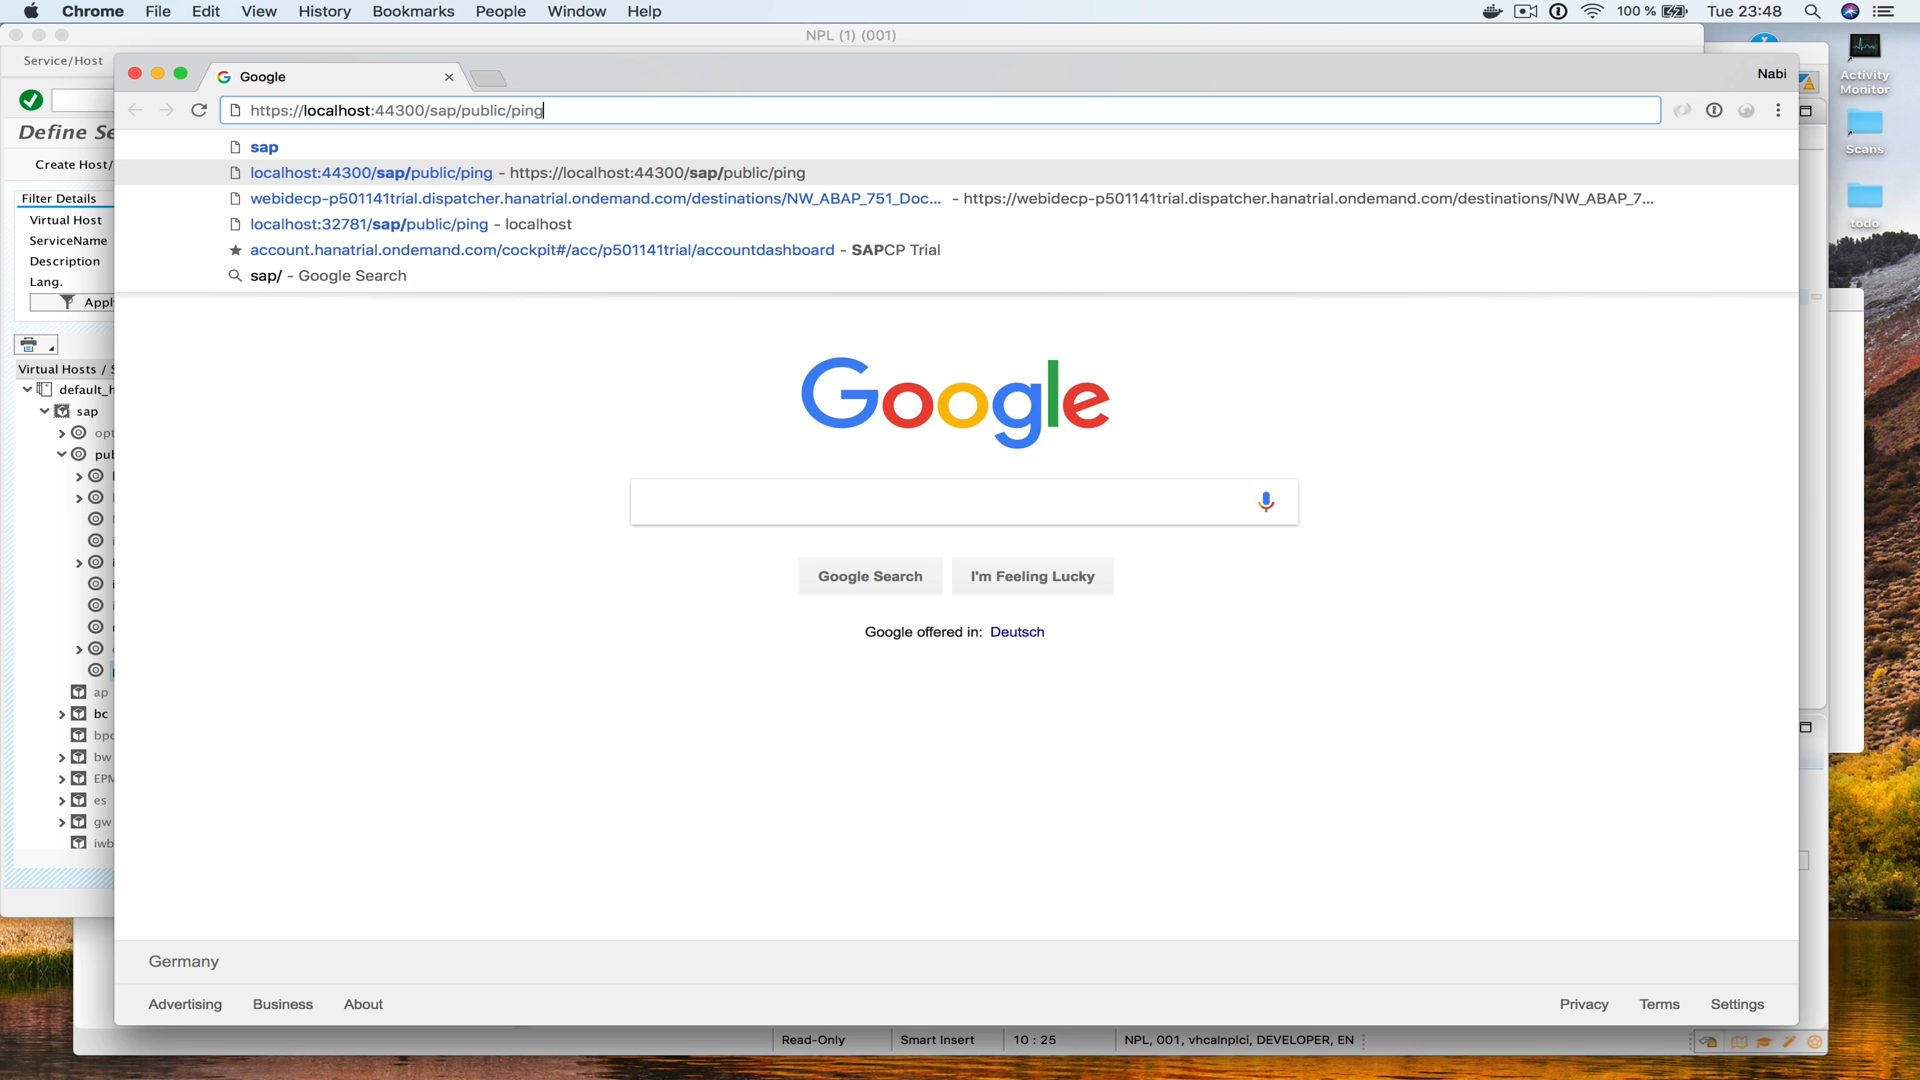 Chrome File Edit View History Bookmarks People Window Help
100 % Tue 23:48
NPL (1) (001)
Service/Host
Google
Nabi
https://localhost:44300/sap/public/ping
Activity
Monitor
Define Se
sap
Scans
Create Host/
localhost:44300/sap/public/ping - https://localhost:44300/sap/public/ping
Filter Details
webidecp-p501141trial.dispatcher.hanatrial.ondemand.com/destinations/NW_ABAP_751_Doc... - https://webidecp-p501141trial.dispatcher.hanatrial.ondemand.com/destinations/NW_ABAP_7...
Virtual Host
localhost:32781/sap/public/ping - localhost
todo
ServiceName
account.hanatrial.ondemand.com/cockpit#/acc/p501141trial/accountdashboard - SAPCP Trial
Description
sap/ - Google Search
Lang.
Appl
Virtual Hosts / S
default_h
sap
opt
pub
Google
ap
bc
bpc
bw
EPM
es
gw
iwb
Google Search I'm Feeling Lucky
Google offered in: Deutsch
Germany
Advertising Business About
Privacy Terms Settings
Read-Only Smart Insert 10 : 25 NPL, 001, vhcalnplci, DEVELOPER, EN